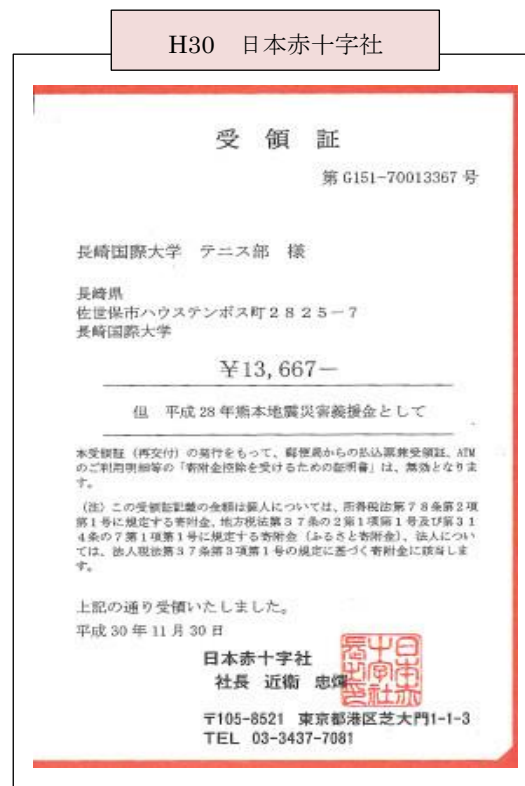 H30 日本赤十字社
受領証
第 G151-70013367 号
長崎国際大学 テニス部 様
長崎県
佐世保市ハウステンボス町２８２５－７
長崎国際大学
￥13,667－
但 平成 28 年熊本地震災害義援金として
本受領証（再交付）の発行をもって、郵便局からの払込票兼受領証、ATM
のご利用明細等の「寄附金控除を受けるための証明書」は、無効となりま
す。
（注）この受領証記載の金額は個人については、所得税法第７８条第２項
第１号に規定する寄附金、地方税法第３７条の２第１項第１号及び第３１
４条の７第１項第１号に規定する寄附金（ふるさと寄附金）、法人につい
ては、法人税法第３７条第３項第１号の規定に基づく寄附金に該当しま
す。
上記の通り受領いたしました。
平成 30 年 11 月 30 日
日本赤十字社
社長 近衞 忠煇
日本赤十字社長之印
〒105-8521 東京都港区芝大門1-1-3
TEL 03-3437-7081